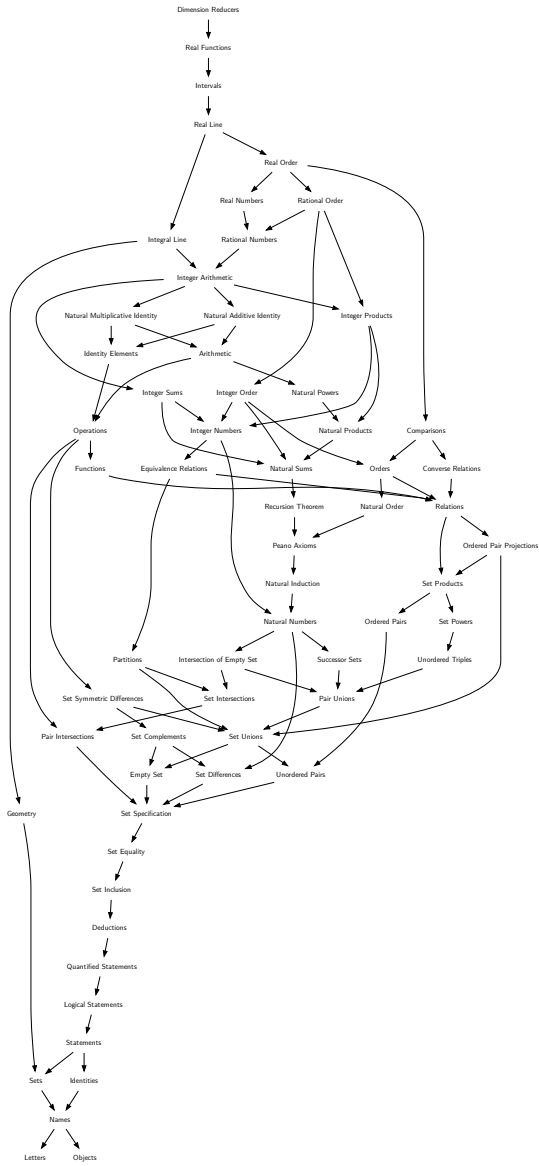 Dimension Reducers
Real Functions
Intervals
Real Line
Real Order
Real Numbers
Rational Order
Integral Line
Rational Numbers
Integer Arithmetic
Natural Multiplicative Identity
Natural Additive Identity
Integer Products
Identity Elements
Arithmetic
Integer Sums
Integer Order
Natural Powers
Operations
Integer Numbers
Natural Products
Comparisons
Functions
Equivalence Relations
Natural Sums
Orders
Converse Relations
Recursion Theorem
Natural Order
Relations
Peano Axioms
Ordered Pair Projections
Natural Induction
Set Products
Natural Numbers
Ordered Pairs
Set Powers
Partitions
Intersection of Empty Set
Successor Sets
Unordered Triples
Set Symmetric Differences
Set Intersections
Pair Unions
Pair Intersections
Set Complements
Set Unions
Empty Set
Set Differences
Unordered Pairs
Geometry
Set Specification
Set Equality
Set Inclusion
Deductions
Quantified Statements
Logical Statements
Statements
Sets
Identities
Names
Letters
Objects